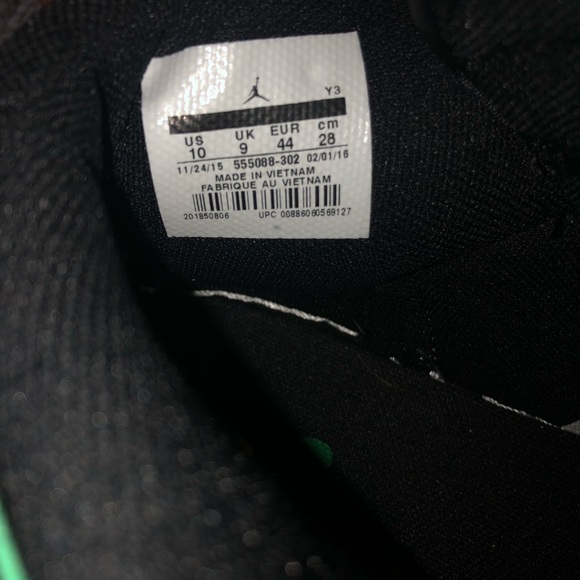 Y3
US UK EUR cm
10 9 44 28
11/24/15 555088-302 02/01/16
MADE IN VIETNAM
FABRIQUE AU VIETNAM
201850806 UPC 00886060569127